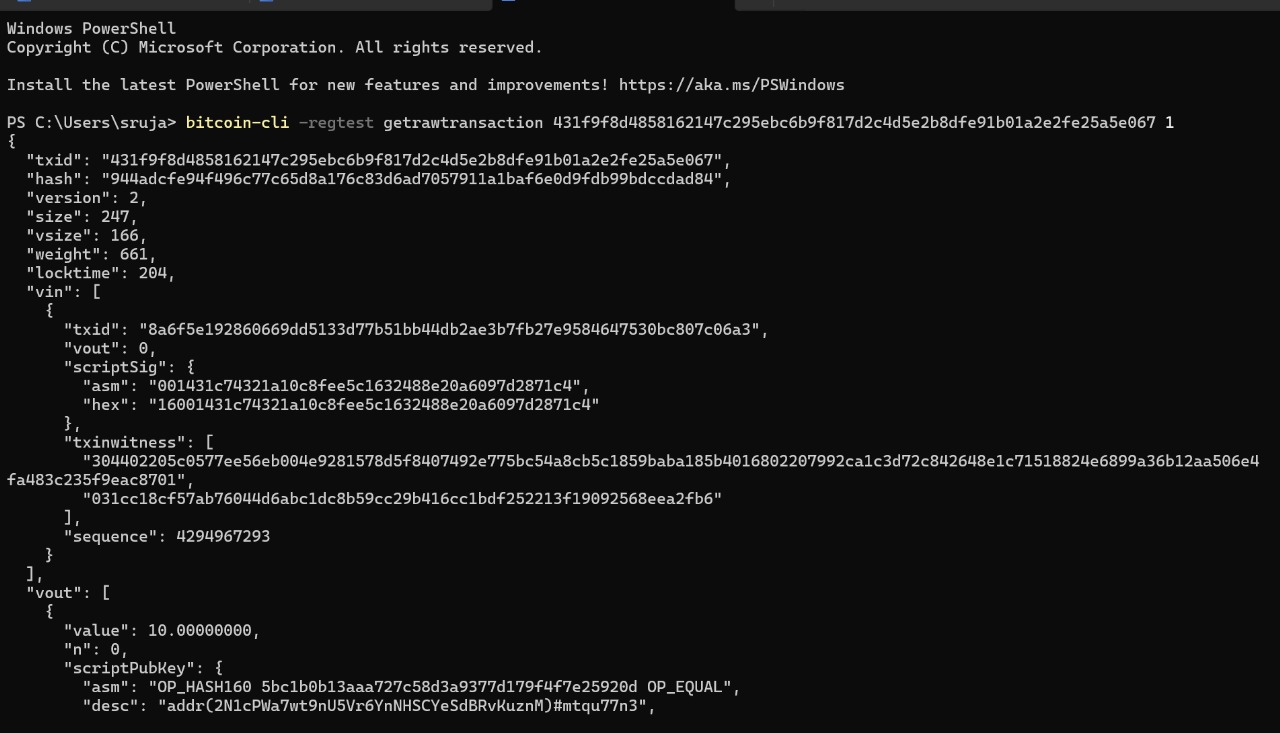 Windows PowerShell
Copyright (C) Microsoft Corporation. All rights reserved.
Install the latest PowerShell for new features and improvements! https://aka.ms/PSWindows
PS C:\Users\sruja> bitcoin-cli -regtest getrawtransaction 431f9f8d4858162147c295ebc6b9f817d2c4d5e2b8dfe91b01a2e2fe25a5e067 1
{
  "txid": "431f9f8d4858162147c295ebc6b9f817d2c4d5e2b8dfe91b01a2e2fe25a5e067",
  "hash": "944adcfe94f496c77c65d8a176c83d6ad7057911a1baf6e0d9fdb99bdccdad84",
  "version": 2,
  "size": 247,
  "vsize": 166,
  "weight": 661,
  "locktime": 204,
  "vin": [
    {
      "txid": "8a6f5e192860669dd5133d77b51bb44db2ae3b7fb27e9584647530bc807c06a3",
      "vout": 0,
      "scriptSig": {
        "asm": "001431c74321a10c8fee5c1632488e20a6097d2871c4",
        "hex": "16001431c74321a10c8fee5c1632488e20a6097d2871c4"
      },
      "txinwitness": [
        "304402205c0577ee56eb004e9281578d5f8407492e775bc54a8cb5c1859baba185b4016802207992ca1c3d72c842648e1c71518824e6899a36b12aa506e4
fa483c235f9eac8701",
        "031cc18cf57ab76044d6abc1dc8b59cc29b416cc1bdf252213f19092568eea2fb6"
      ],
      "sequence": 4294967293
    }
  ],
  "vout": [
    {
      "value": 10.00000000,
      "n": 0,
      "scriptPubKey": {
        "asm": "OP_HASH160 5bc1b0b13aaa727c58d3a9377d179f4f7e25920d OP_EQUAL",
        "desc": "addr(2N1cPWa7wt9nU5Vr6YnNHSCYeSdBRvKuznM)#mtqu77n3",